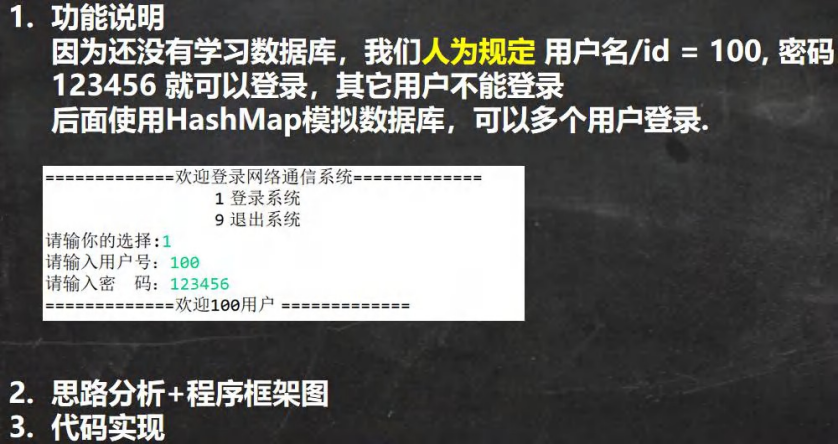 1. 功能说明
因为还没有学习数据库，我们人为规定 用户名/id = 100, 密码
123456 就可以登录，其它用户不能登录
后面使用HashMap模拟数据库，可以多个用户登录.
=============欢迎登录网络通信系统=============
1 登录系统
9 退出系统
请输你的选择:1
请输入用户号：100
请输入密 码：123456
=============欢迎100用户 =============
2. 思路分析+程序框架图
3. 代码实现